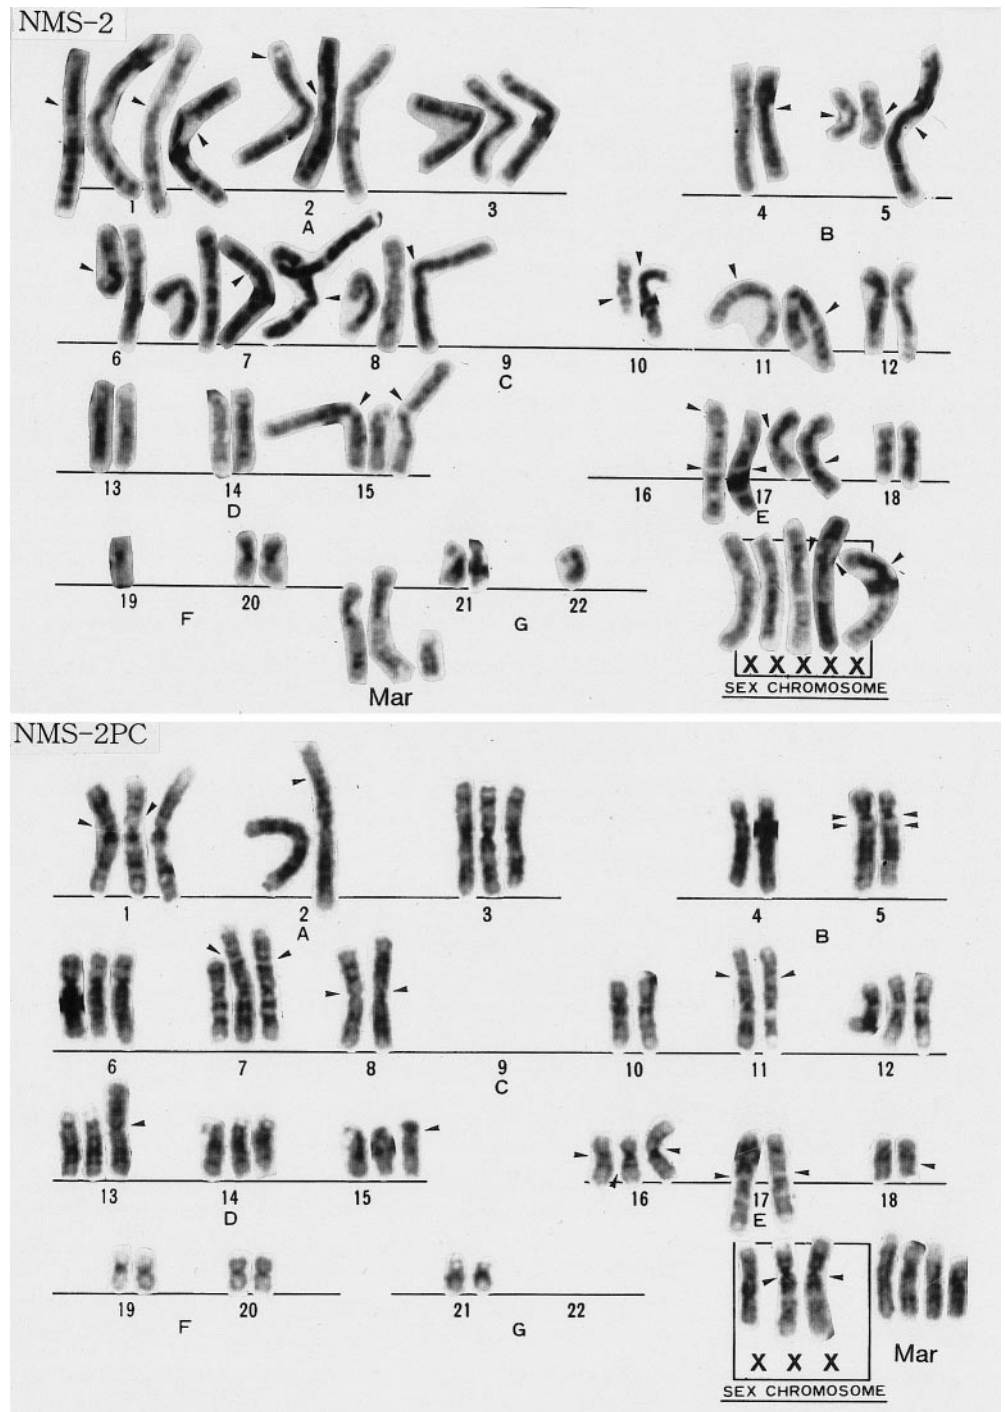 NMS-2
1 2 3 4 5
A B
6 7 8 9 10 11 12
C
13 14 15 16 17 18
D E
19 20 21 22
F G
Mar
X X X X X
SEX CHROMOSOME
NMS-2PC
1 2 3 4 5
A B
6 7 8 9 10 11 12
C
13 14 15 16 17 18
D E
19 20 21 22
F G
Mar
X X X
SEX CHROMOSOME